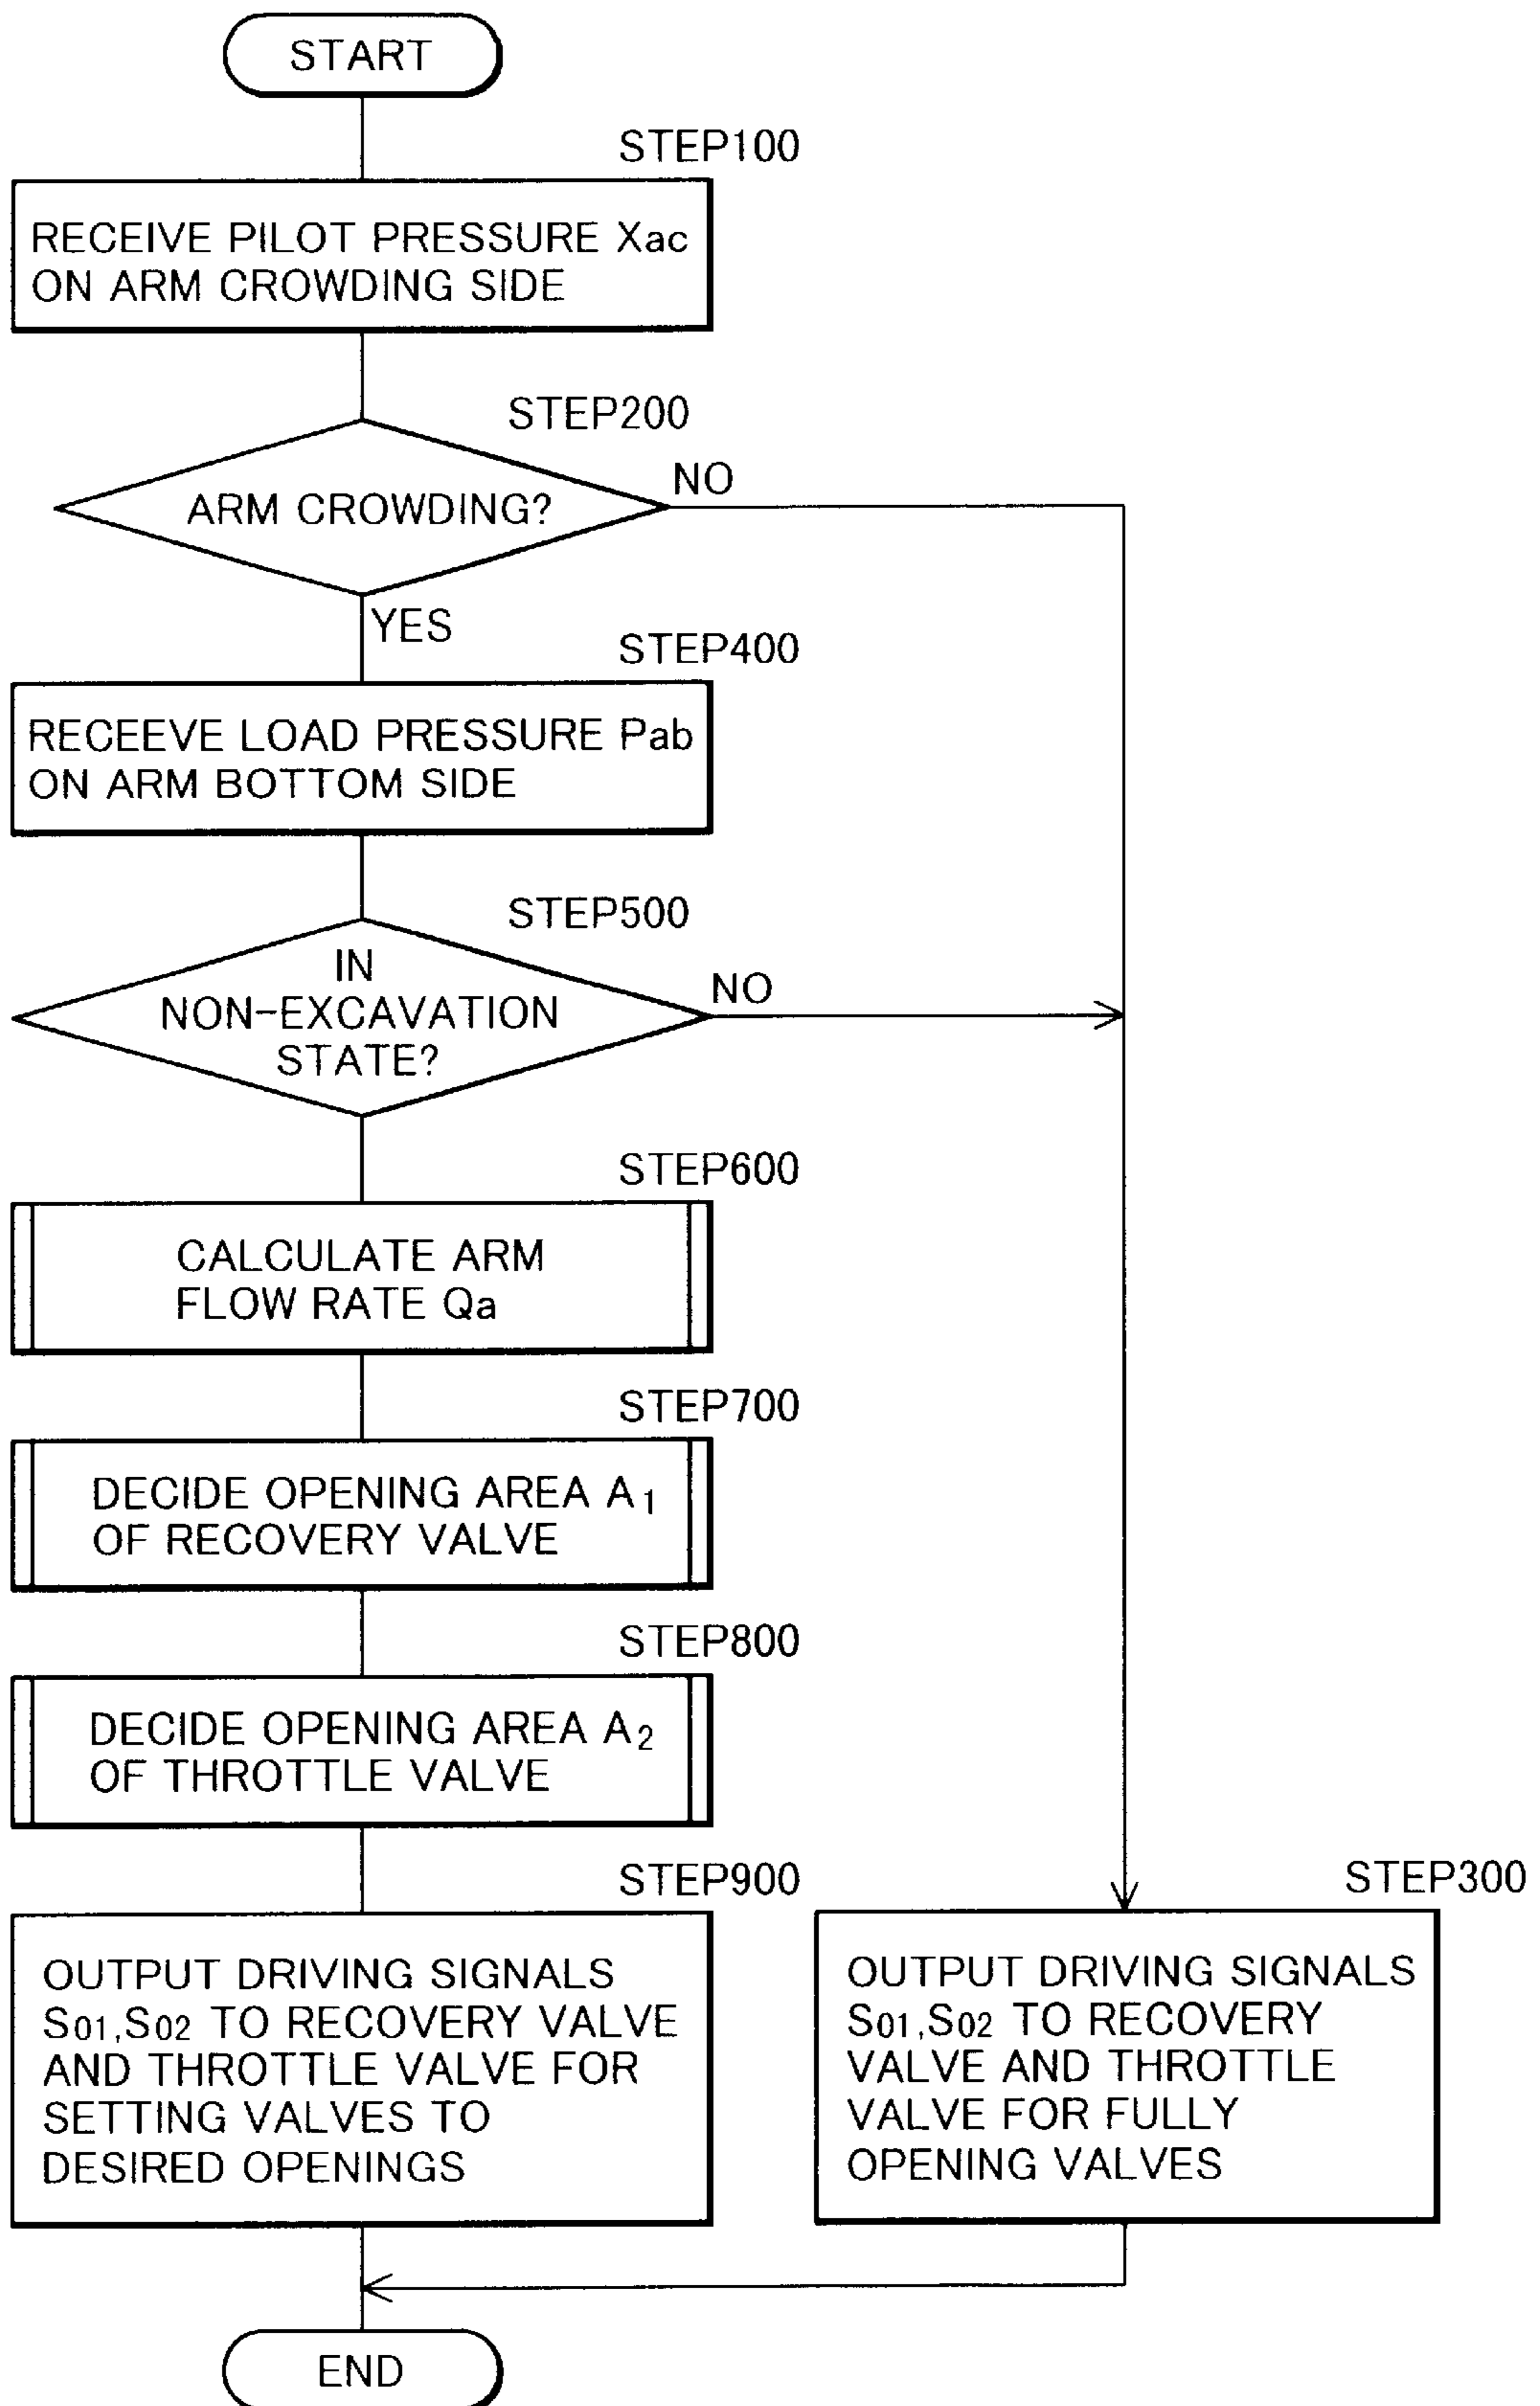 START
STEP100
RECEIVE PILOT PRESSURE Xac
ON ARM CROWDING SIDE
STEP200
ARM CROWDING?
NO
YES
STEP400
RECEEVE LOAD PRESSURE Pab
ON ARM BOTTOM SIDE
STEP500
IN
NON-EXCAVATION
STATE?
NO
STEP600
CALCULATE ARM
FLOW RATE Qa
STEP700
DECIDE OPENING AREA A1
OF RECOVERY VALVE
STEP800
DECIDE OPENING AREA A2
OF THROTTLE VALVE
STEP900
OUTPUT DRIVING SIGNALS
S01,S02 TO RECOVERY VALVE
AND THROTTLE VALVE FOR
SETTING VALVES TO
DESIRED OPENINGS
STEP300
OUTPUT DRIVING SIGNALS
S01,S02 TO RECOVERY
VALVE AND THROTTLE
VALVE FOR FULLY
OPENING VALVES
END